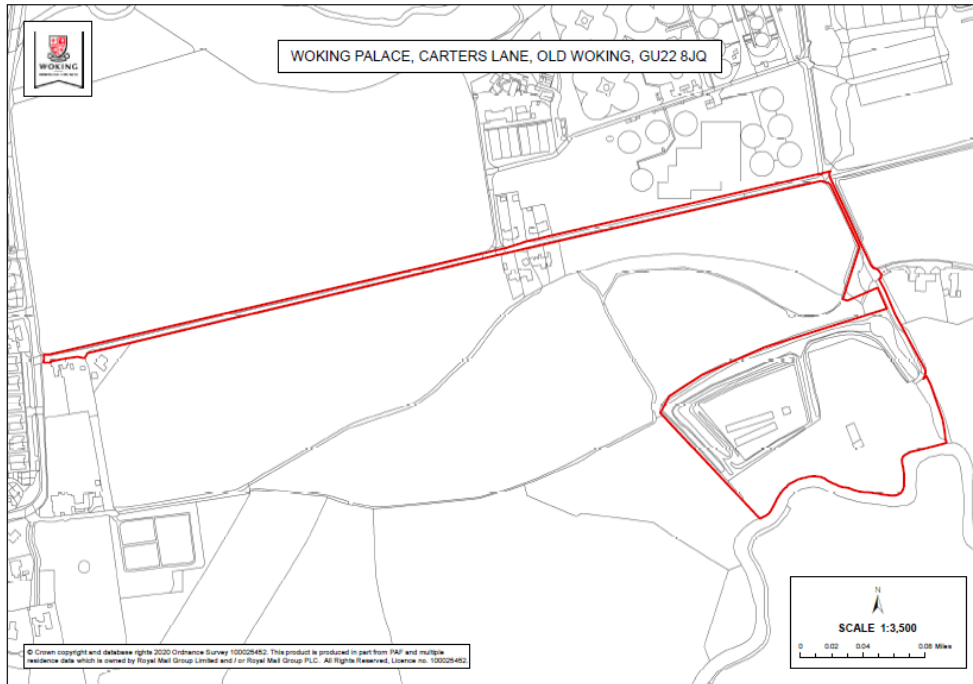 WOKING
WOKING PALACE, CARTERS LANE, OLD WOKING, GU22 8JQ
N
SCALE 1:3,500
0 0.02 0.04 0.08 Miles
© Crown copyright and database rights 2020 Ordnance Survey 100025452. This product is produced in part from PAF and multiple
residence data which is owned by Royal Mail Group Limited and / or Royal Mail Group PLC. All Rights Reserved, Licence no. 100025452.